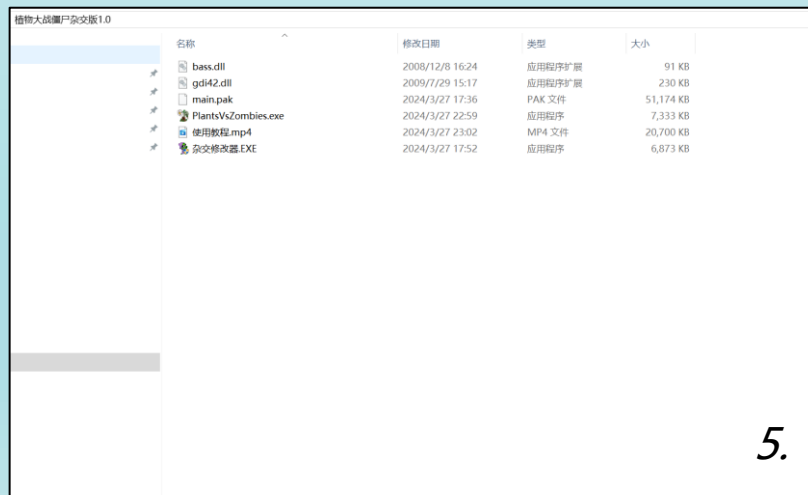 植物大战僵尸杂交版1.0
名称 修改日期 类型 大小
bass.dll 2008/12/8 16:24 应用程序扩展 91 KB
gdi42.dll 2009/7/29 15:17 应用程序扩展 230 KB
main.pak 2024/3/27 17:36 PAK 文件 51,174 KB
PlantsVsZombies.exe 2024/3/27 22:59 应用程序 7,333 KB
使用教程.mp4 2024/3/27 23:02 MP4 文件 20,700 KB
杂交修改器.EXE 2024/3/27 17:52 应用程序 6,873 KB
5.